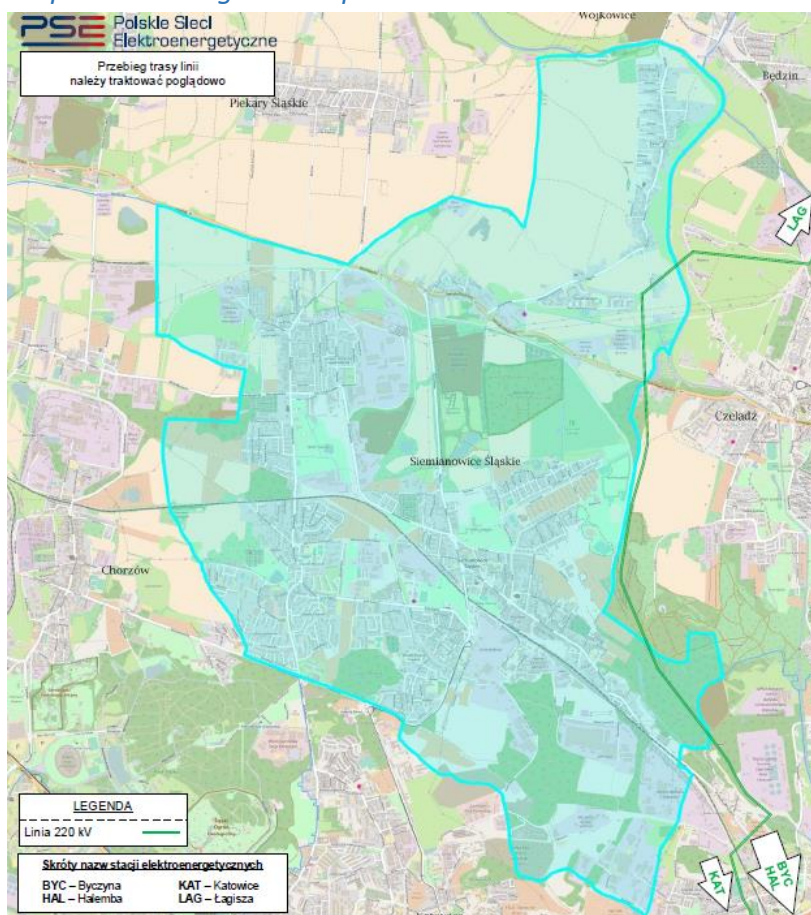 PSE Polskie Sieci
Elektroenergetyczne
Przebieg trasy linii
należy traktować poglądowo
Wojkowice
Będzin
Piekary Śląskie
LAG
Czeladź
Siemianowice Śląskie
Chorzów
LEGENDA
Linia 220 kV
Skróty nazw stacji elektroenergetycznych
BYC – Byczyna KAT – Katowice
HAL – Halemba LAG – Łagisza
KAT
BYC
HAL